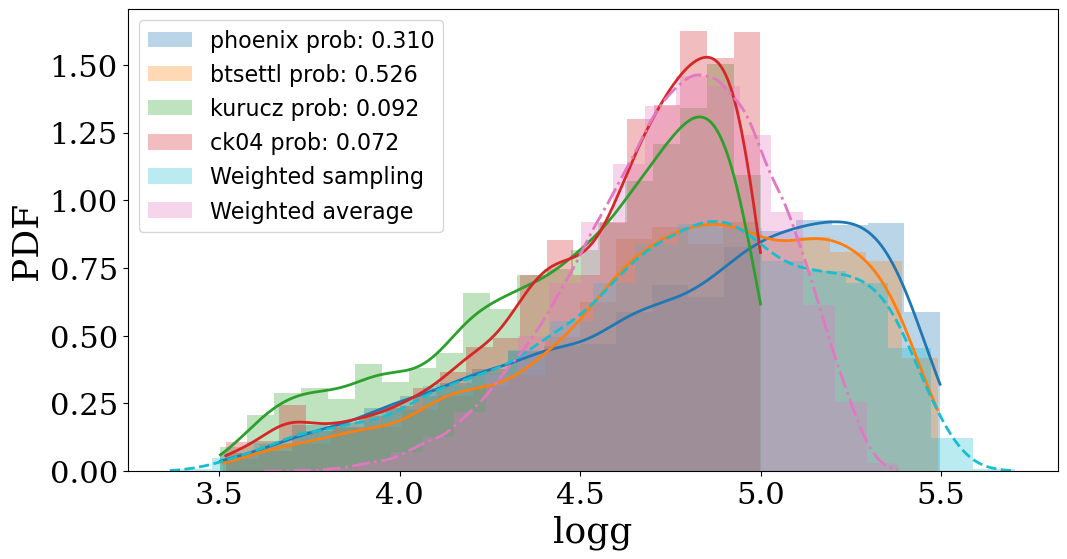 phoenix prob: 0.310
btsettl prob: 0.526
kurucz prob: 0.092
ck04 prob: 0.072
Weighted sampling
Weighted average
PDF
1.50
1.25
1.00
0.75
0.50
0.25
0.00
3.5 4.0 4.5 5.0 5.5
logg